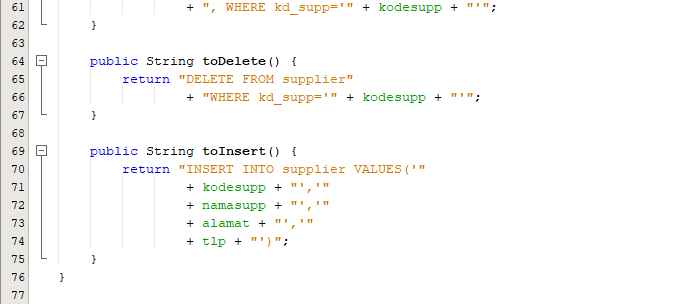 61 + ", WHERE kd_supp='" + kodesupp + "'";
62 }
63
64 public String toDelete() {
65 return "DELETE FROM supplier"
66 + "WHERE kd_supp='" + kodesupp + "'";
67 }
68
69 public String toInsert() {
70 return "INSERT INTO supplier VALUES('"
71 + kodesupp + "','"
72 + namasupp + "','"
73 + alamat + "','"
74 + tlp + "')";
75 }
76 }
77